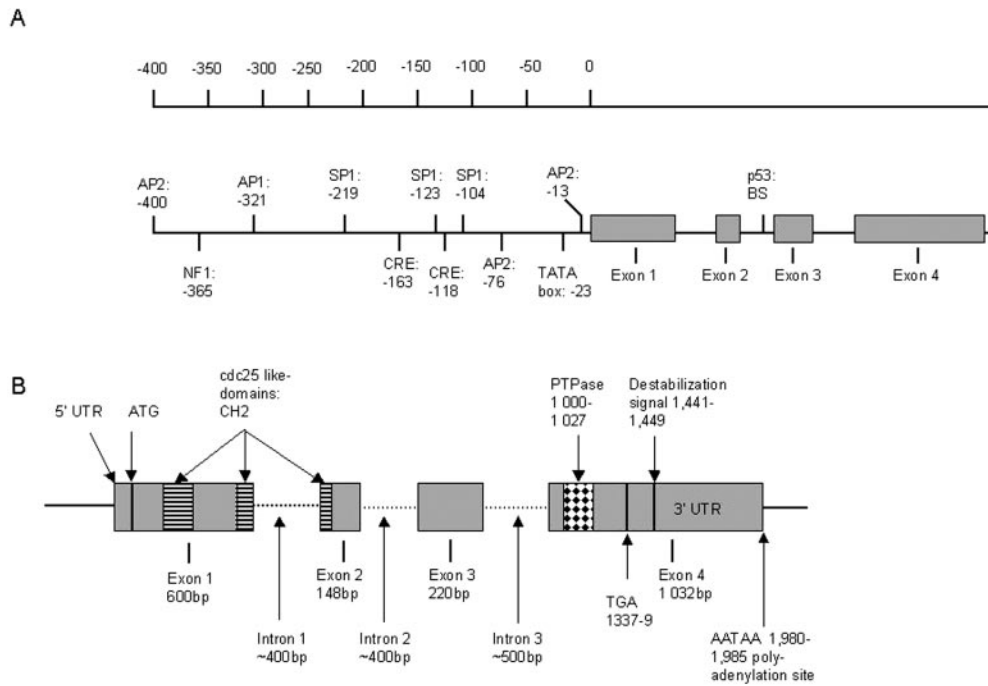 A
-400 -350 -300 -250 -200 -150 -100 -50 0
AP2:
-400
AP1:
-321
SP1:
-219
SP1:
-123
SP1:
-104
AP2:
-13
p53:
BS
NF1:
-365
CRE:
-163
CRE:
-118
AP2:
-76
TATA
box: -23
Exon 1
Exon 2
Exon 3
Exon 4
B
5' UTR
ATG
cdc25 like-
domains:
CH2
PTPase
1 000-
1 027
Destabilization
signal 1,441-
1,449
3' UTR
Exon 1
600bp
Exon 2
148bp
Exon 3
220bp
Exon 4
1 032bp
TGA
1337-9
Intron 1
~400bp
Intron 2
~400bp
Intron 3
~500bp
AATAA 1,980-
1,985 poly-
adenylation site